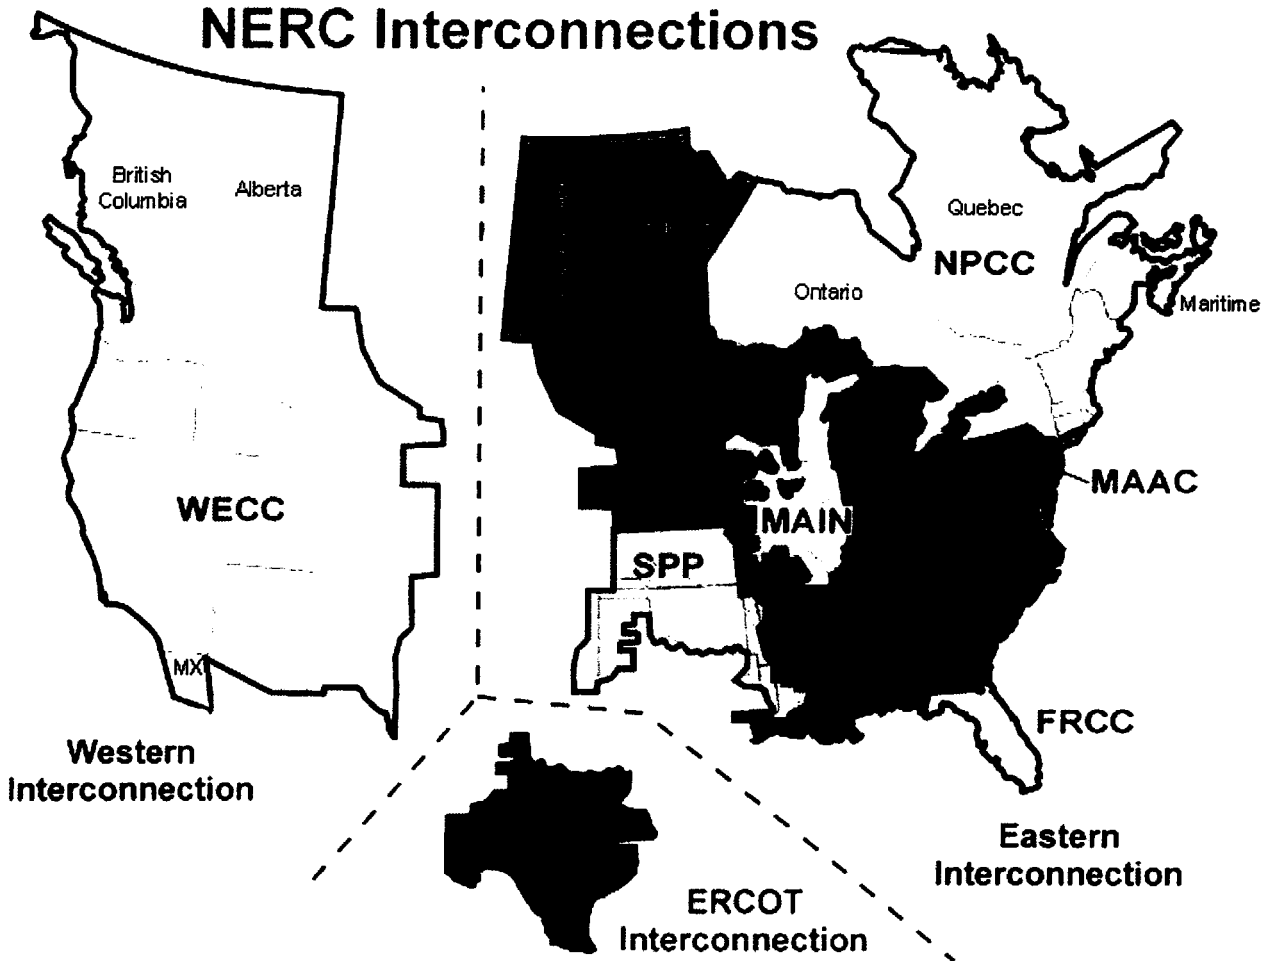 NERC Interconnections
British
Columbia
Alberta
Quebec
NPCC
Ontario
Maritime
MAAC
WECC
MAIN
SPP
MX
FRCC
Western
Interconnection
Eastern
Interconnection
ERCOT
Interconnection